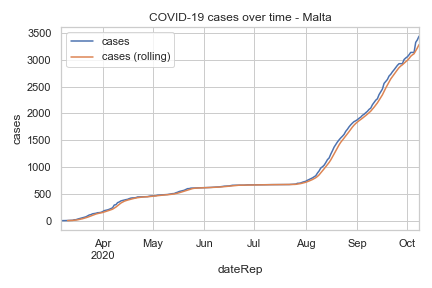 COVID-19 cases over time - Malta
cases
cases (rolling)
3500
3000
2500
2000
1500
1000
500
0
cases
Apr
2020
May
Jun
Jul
Aug
Sep
Oct
dateRep